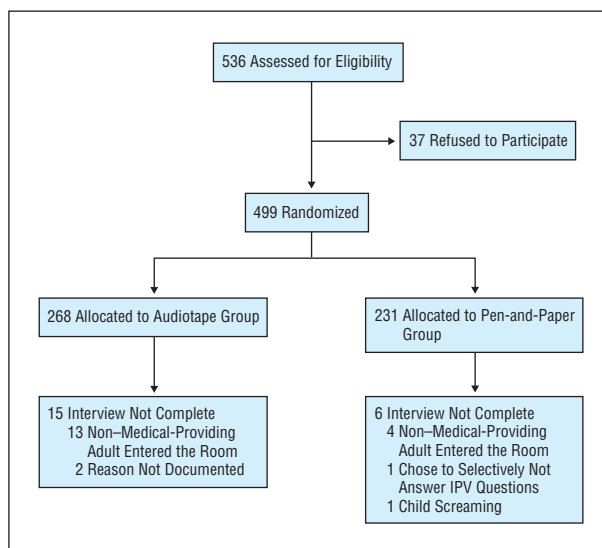 536 Assessed for Eligibility
37 Refused to Participate
499 Randomized
268 Allocated to Audiotape Group
231 Allocated to Pen-and-Paper
Group
15 Interview Not Complete
13 Non–Medical-Providing
Adult Entered the Room
2 Reason Not Documented
6 Interview Not Complete
4 Non–Medical-Providing
Adult Entered the Room
1 Chose to Selectively Not
Answer IPV Questions
1 Child Screaming